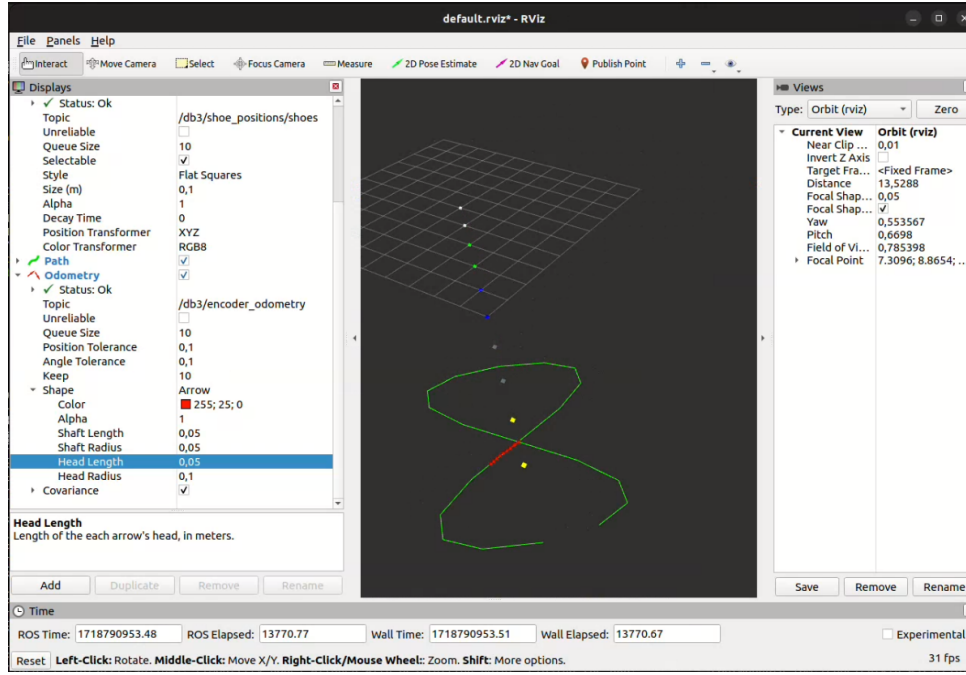 default.rviz* - RViz
File Panels Help
Interact Move Camera Select Focus Camera Measure 2D Pose Estimate 2D Nav Goal Publish Point
Displays
Status: Ok
Topic /db3/shoe_positions/shoes
Unreliable
Queue Size 10
Selectable
Style Flat Squares
Size (m) 0,1
Alpha 1
Decay Time 0
Position Transformer XYZ
Color Transformer RGB8
Path
Odometry
Status: Ok
Topic /db3/encoder_odometry
Unreliable
Queue Size 10
Position Tolerance 0,1
Angle Tolerance 0,1
Keep 10
Shape Arrow
Color 255; 25; 0
Alpha 1
Shaft Length 0,05
Shaft Radius 0,05
Head Length 0,05
Head Radius 0,1
Covariance
Head Length
Length of the each arrow's head, in meters.
Add Duplicate Remove Rename
Views
Type: Orbit (rviz) Zero
Current View Orbit (rviz)
Near Clip ... 0,01
Invert Z Axis
Target Fra... <Fixed Frame>
Distance 13,5288
Focal Shap... 0,05
Focal Shap...
Yaw 0,553567
Pitch 0,6698
Field of Vi... 0,785398
Focal Point 7.3096; 8.8654; ...
Save Remove Rename
Time
ROS Time: 1718790953.48 ROS Elapsed: 13770.77 Wall Time: 1718790953.51 Wall Elapsed: 13770.67 Experimental
Reset Left-Click: Rotate. Middle-Click: Move X/Y. Right-Click/Mouse Wheel:: Zoom. Shift: More options. 31 fps